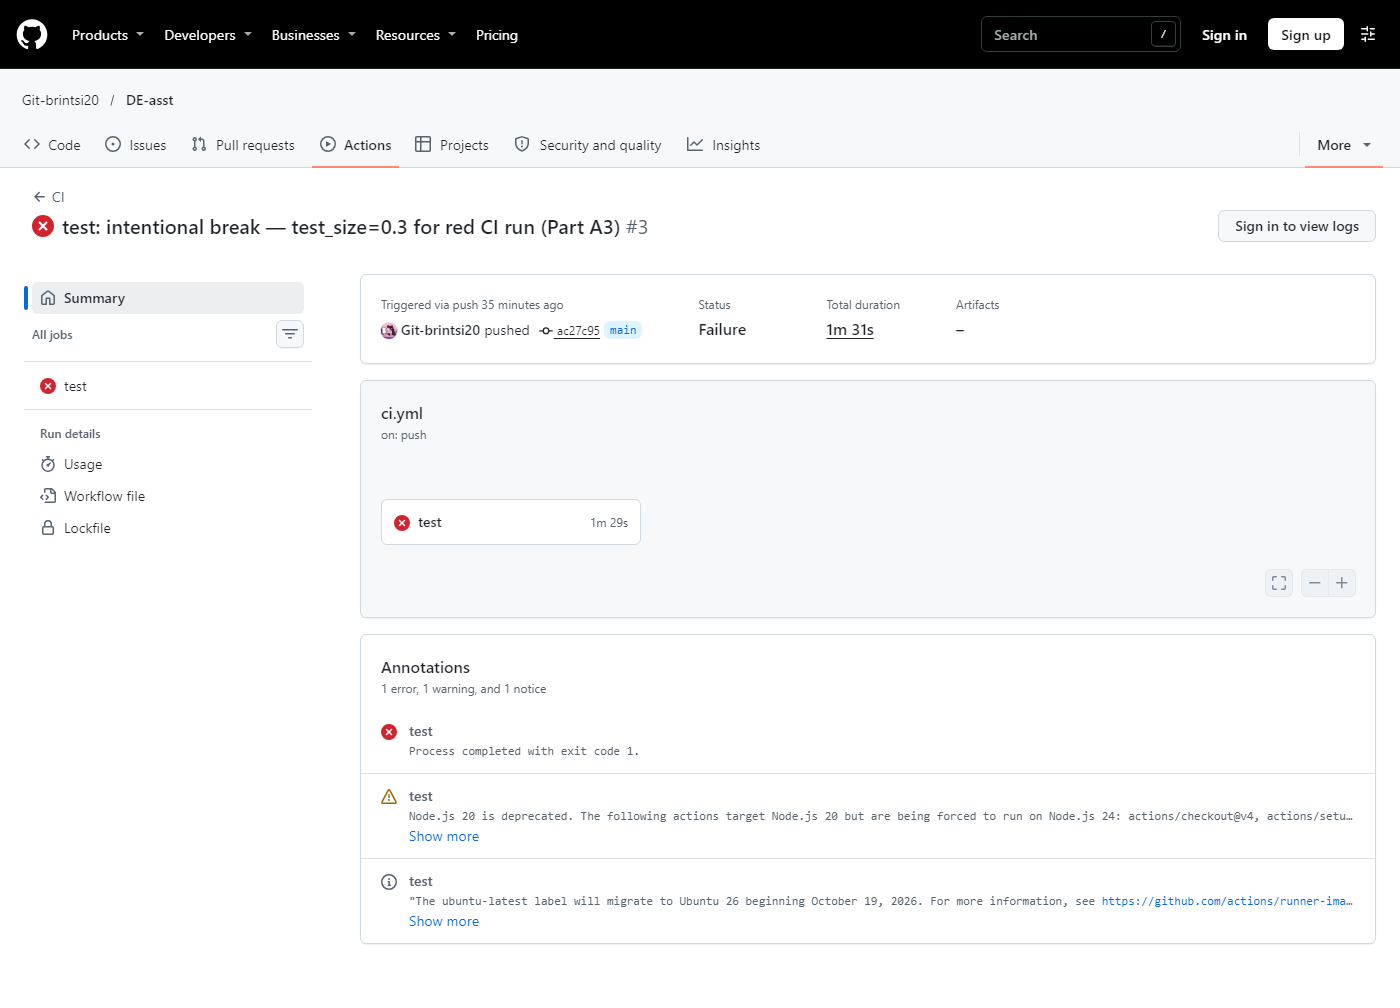 Products Developers Businesses Resources Pricing Search / Sign in Sign up
Git-brintsi20 / DE-asst
Code Issues Pull requests Actions Projects Security and quality Insights More
CI
test: intentional break — test_size=0.3 for red CI run (Part A3) #3
Sign in to view logs
Summary
All jobs
test
Run details
Usage
Workflow file
Lockfile
Triggered via push 35 minutes ago
Git-brintsi20 pushed ac27c95 main
Status
Failure
Total duration
1m 31s
Artifacts
–
ci.yml
on: push
test 1m 29s
Annotations
1 error, 1 warning, and 1 notice
test
Process completed with exit code 1.
test
Node.js 20 is deprecated. The following actions target Node.js 20 but are being forced to run on Node.js 24: actions/checkout@v4, actions/setu…
Show more
test
"The ubuntu-latest label will migrate to Ubuntu 26 beginning October 19, 2026. For more information, see https://github.com/actions/runner-ima…
Show more